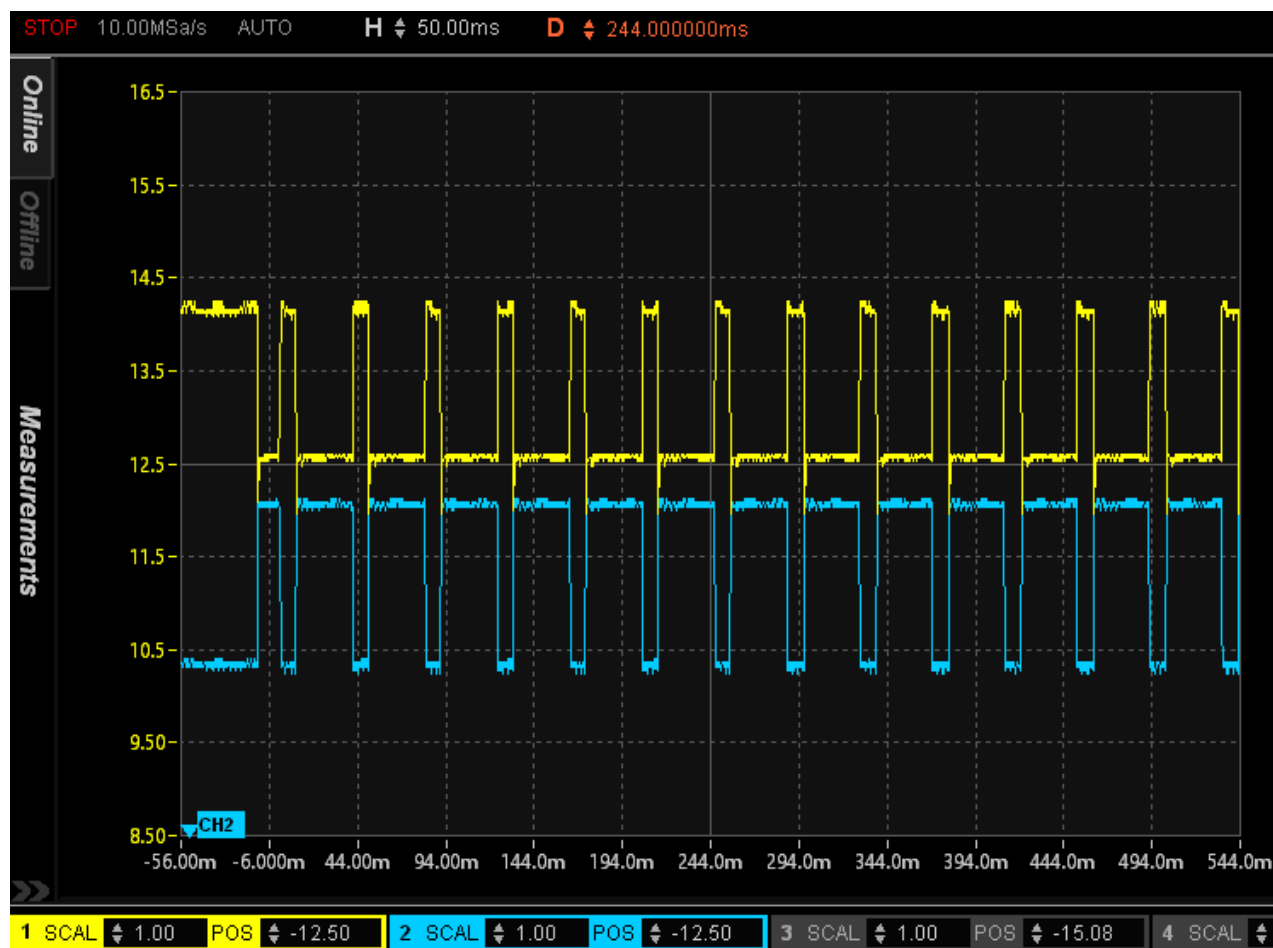 STOP 10.00MSa/s AUTO H 50.00ms D 244.000000ms
Online
Offline
Measurements
16.5
15.5
14.5
13.5
12.5
11.5
10.5
9.50
8.50
CH2
-56.00m -6.000m 44.00m 94.00m 144.0m 194.0m 244.0m 294.0m 344.0m 394.0m 444.0m 494.0m 544.0m
1 SCAL 1.00 POS -12.50 2 SCAL 1.00 POS -12.50 3 SCAL 1.00 POS -15.08 4 SCAL